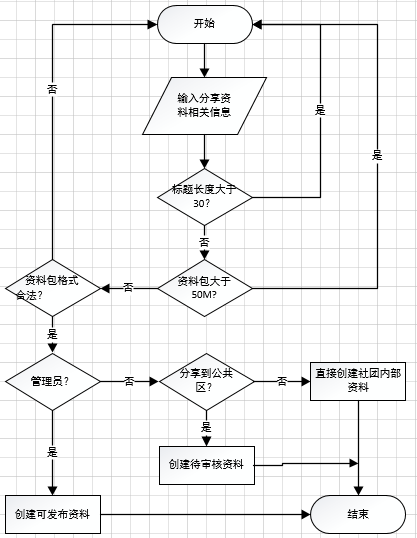 开始
否
输入分享资
料相关信息
是
是
标题长度大于
30?
否
资料包格式
合法?
否
资料包大于
50M?
是
管理员?
否
分享到公共
区?
否
直接创建社团内部
资料
是
是
创建待审核资料
创建可发布资料
结束